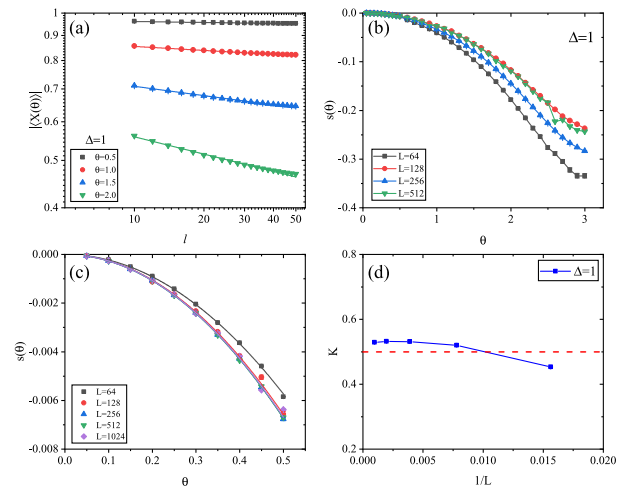 1
0.9
0.8
0.7
0.6
0.5
0.4
|⟨X(θ)⟩|
(a)
Δ=1
θ=0.5
θ=1.0
θ=1.5
θ=2.0
10
10
20
30
40
50
l
0.0
-0.1
-0.2
-0.3
-0.4
s(θ)
(b)
Δ=1
L=64
L=128
L=256
L=512
0
1
2
3
θ
0.000
-0.002
-0.004
-0.006
-0.008
s(θ)
(c)
L=64
L=128
L=256
L=512
L=1024
0.0
0.1
0.2
0.3
0.4
0.5
θ
0.8
0.6
0.4
0.2
K
(d)
Δ=1
0.000
0.005
0.010
0.015
0.020
1/L